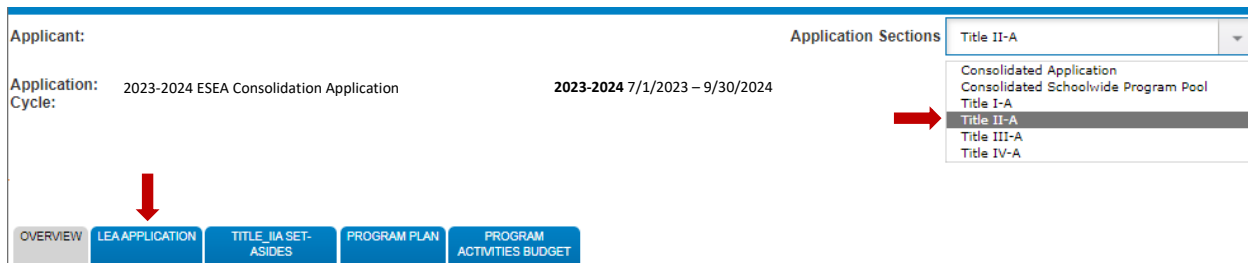 Applicant:
Application Sections
Title II-A
Consolidated Application
Consolidated Schoolwide Program Pool
Title I-A
Title II-A
Title III-A
Title IV-A
Application:
Cycle:
2023-2024 ESEA Consolidation Application
2023-2024 7/1/2023 – 9/30/2024
OVERVIEW
LEA APPLICATION
TITLE_IIA SET-
ASIDES
PROGRAM PLAN
PROGRAM
ACTIVITIES BUDGET